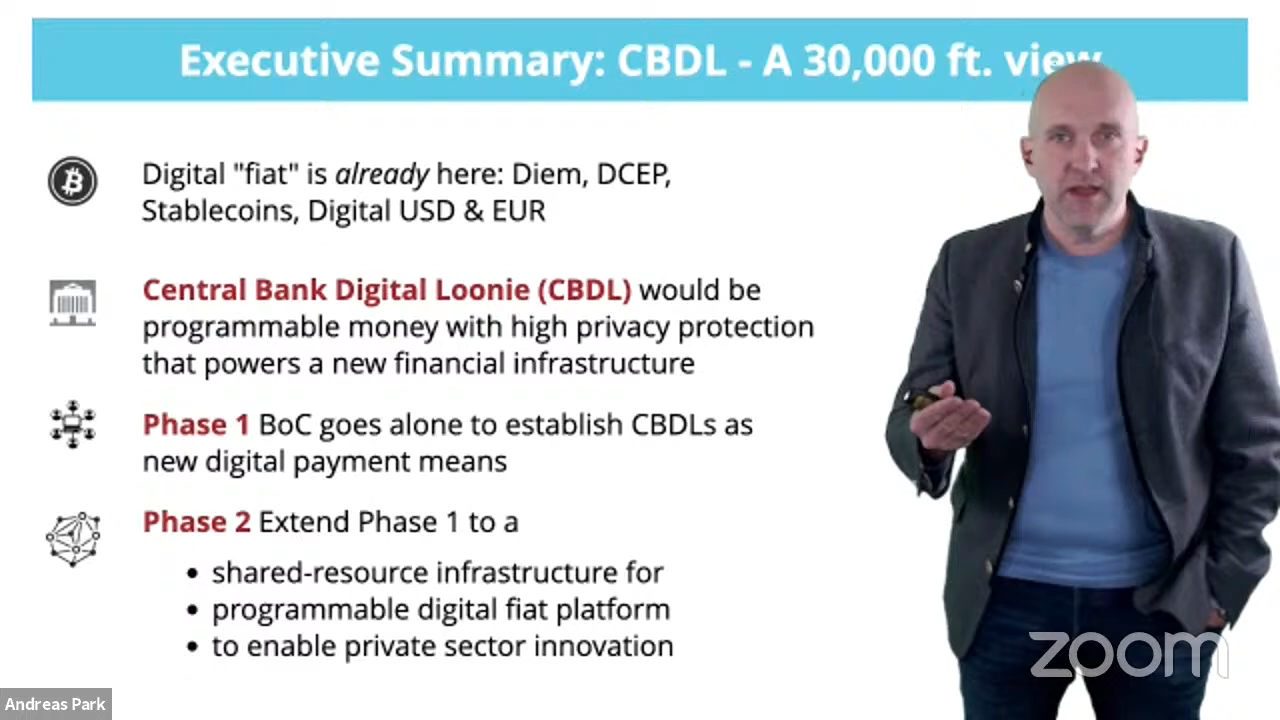 Executive Summary: CBDL - A 30,000 ft. view
Digital "fiat" is already here: Diem, DCEP,
Stablecoins, Digital USD & EUR
Central Bank Digital Loonie (CBDL) would be
programmable money with high privacy protection
that powers a new financial infrastructure
Phase 1 BoC goes alone to establish CBDLs as
new digital payment means
Phase 2 Extend Phase 1 to a
• shared-resource infrastructure for
• programmable digital fiat platform
• to enable private sector innovation
zoom
Andreas Park